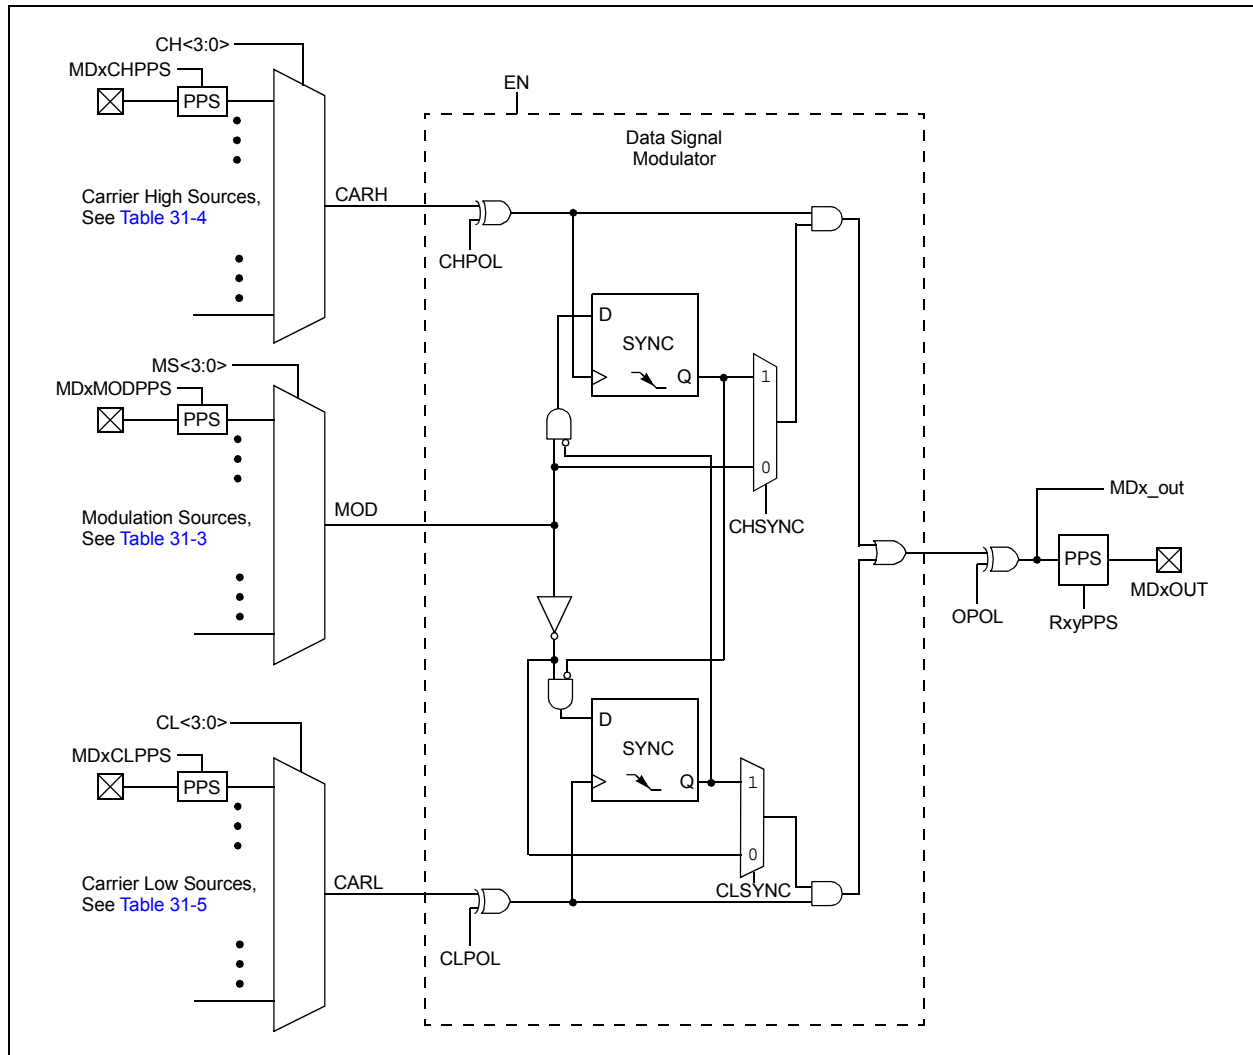 CH<3:0>
MDxCHPPS
PPS
Carrier High Sources,
See Table 31-4
CARH
MS<3:0>
MDxMODPPS
PPS
Modulation Sources,
See Table 31-3
MOD
CL<3:0>
MDxCLPPS
PPS
Carrier Low Sources,
See Table 31-5
CARL
EN
Data Signal
Modulator
CHPOL
D
SYNC
Q
1
0
CHSYNC
D
SYNC
Q
1
0
CLSYNC
CLPOL
OPOL
MDx_out
PPS
RxyPPS
MDxOUT